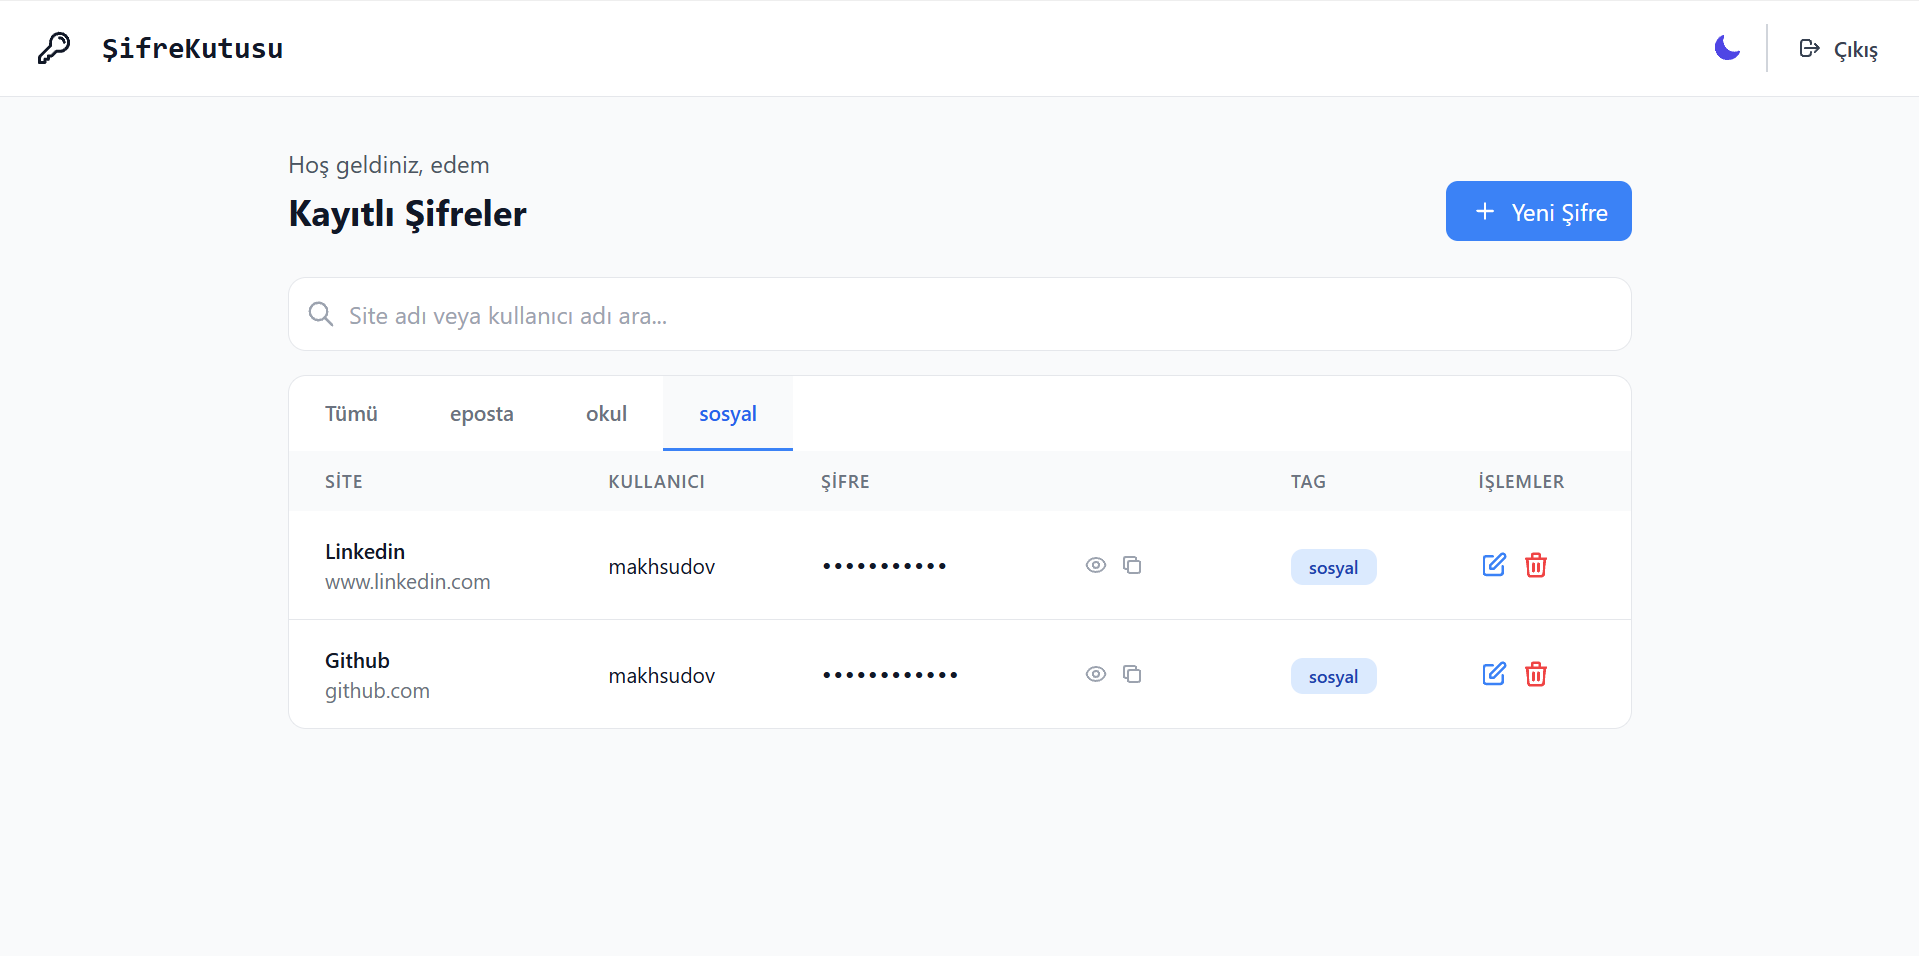 ŞifreKutusu
Çıkış
Hoş geldiniz, edem
Kayıtlı Şifreler
Yeni Şifre
Site adı veya kullanıcı adı ara...
Tümü eposta okul sosyal
SİTE KULLANICI ŞİFRE TAG İŞLEMLER
Linkedin
www.linkedin.com
makhsudov ••••••••••• sosyal
Github
github.com
makhsudov •••••••••••• sosyal